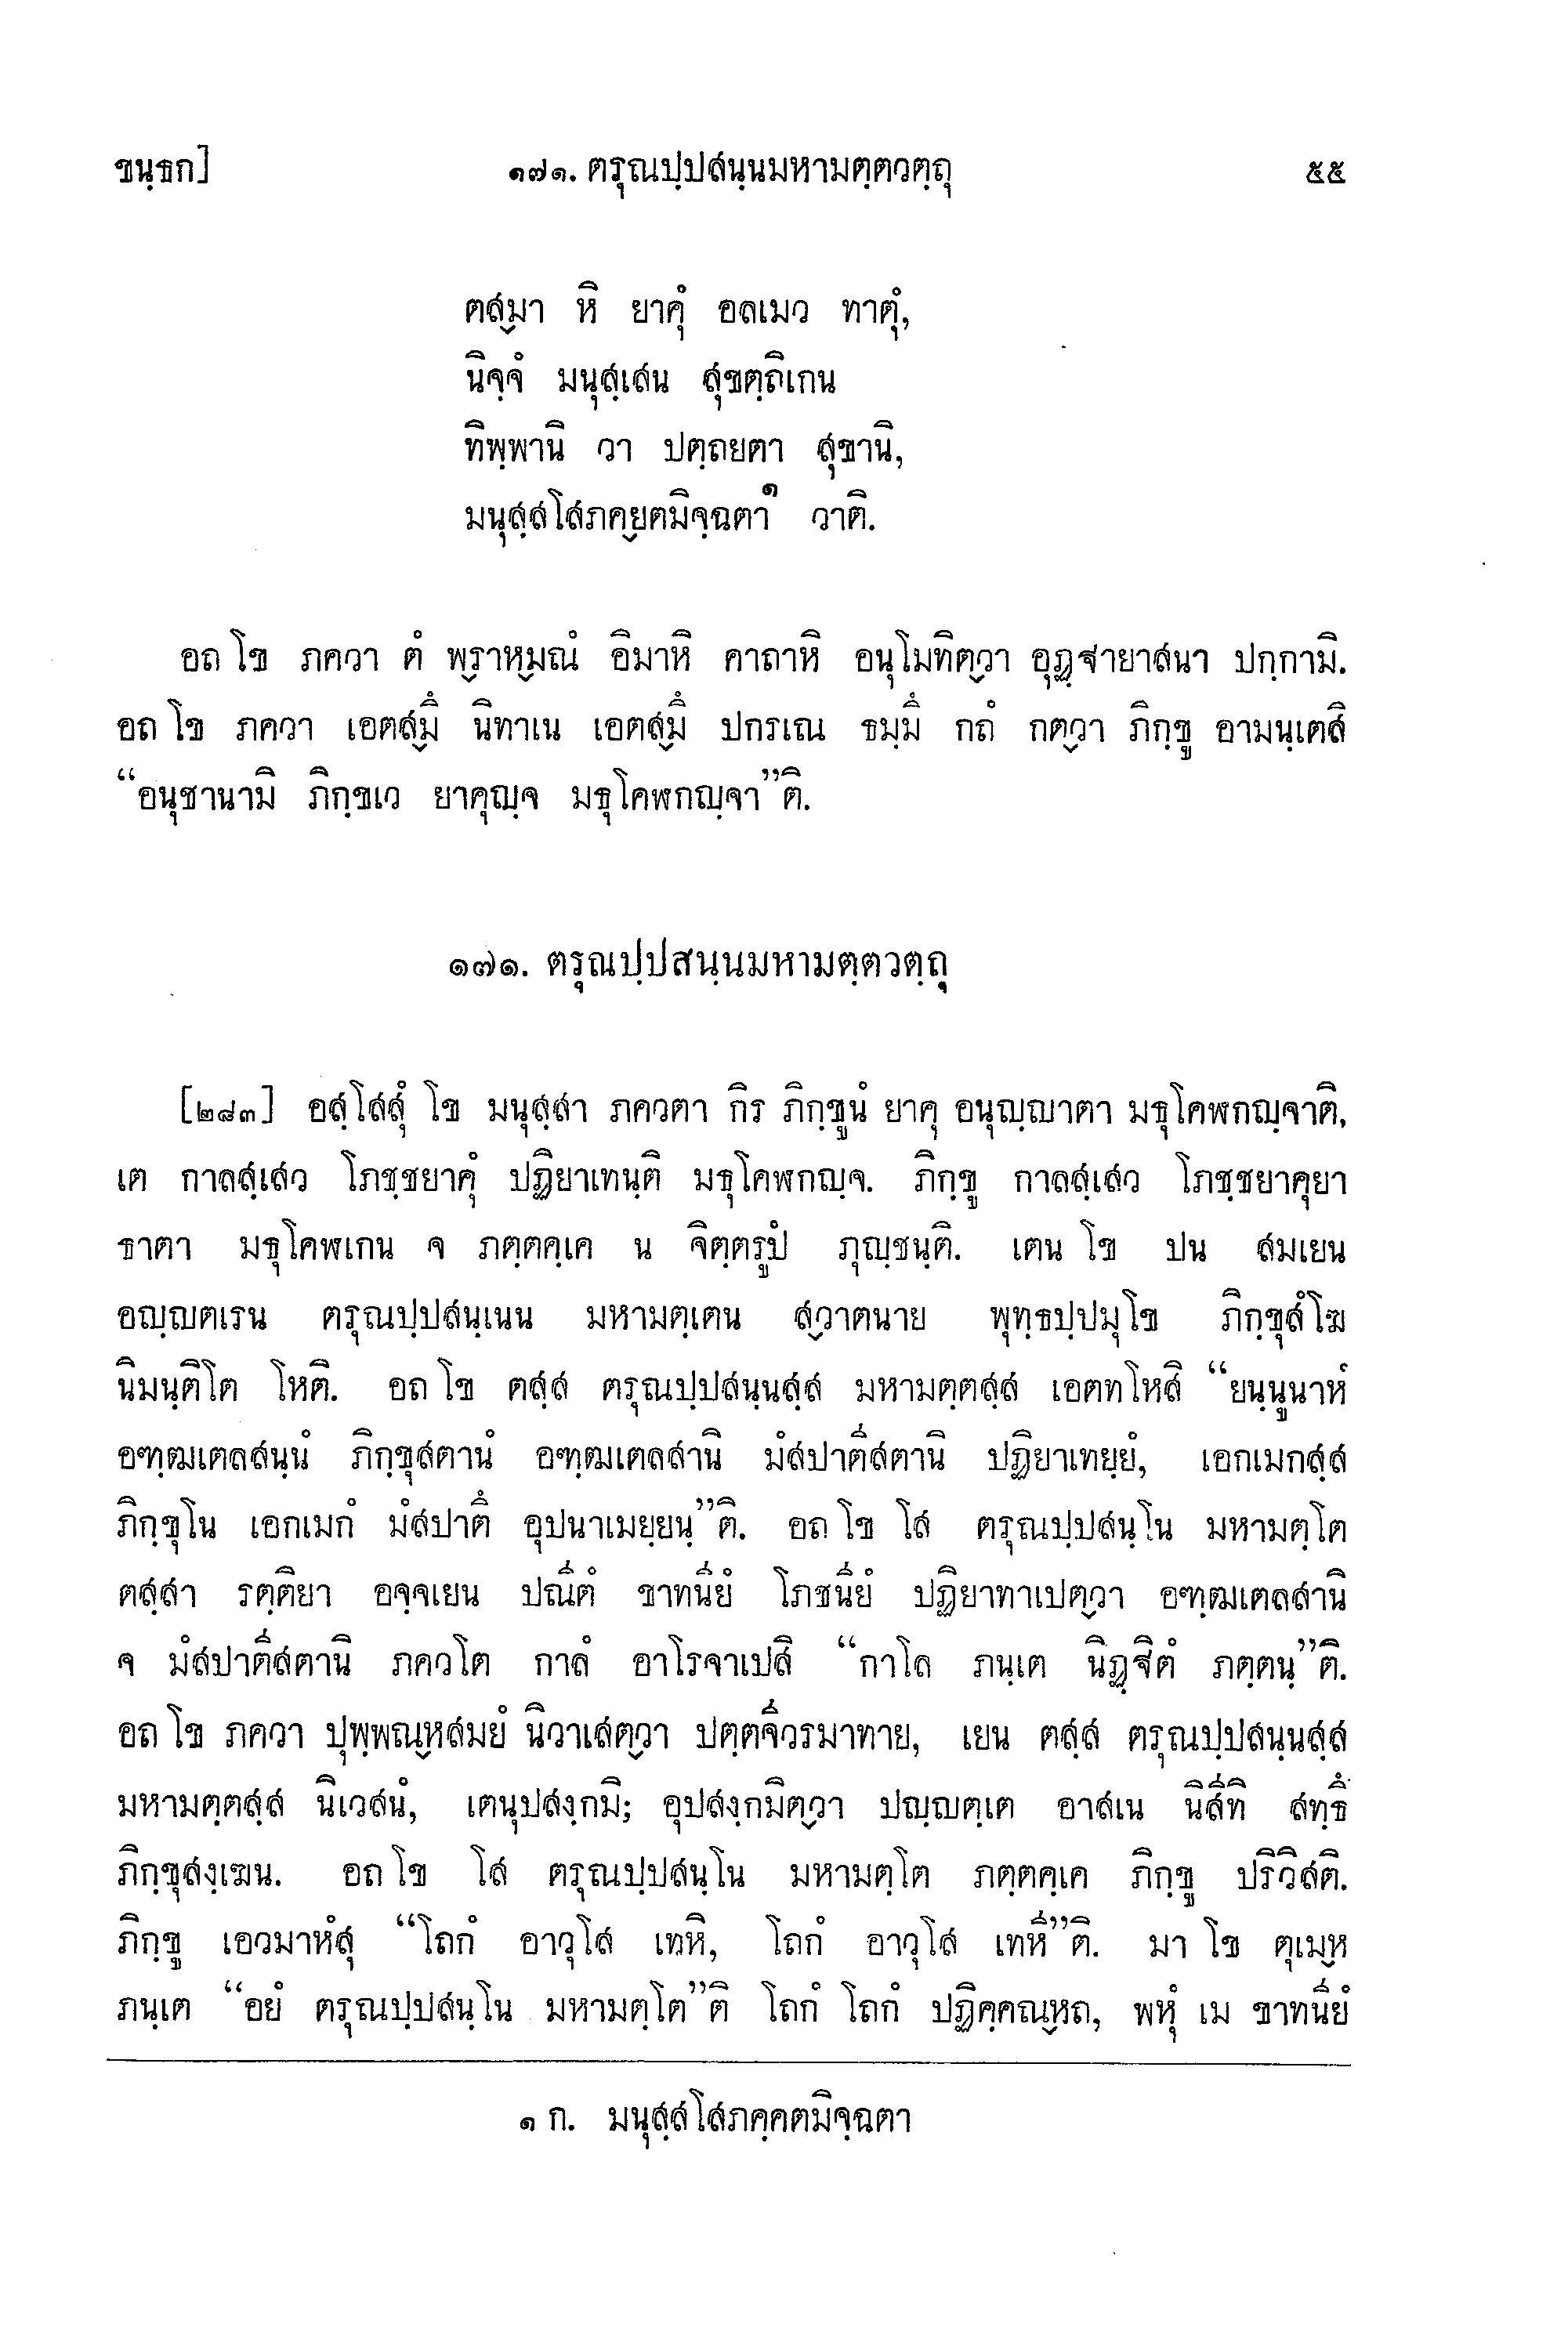 ขนฺธก] ๑๗๑. ตรุณปฺปสนฺนมหามตฺตวตฺถุ ๕๕
ตสฺมา หิ ยาคุํ อลเมว ทาตุํ,
นิจฺจํ มนุสฺเสน สุขตฺถิเกน
ทิพฺพานิ วา ปตฺถยตา สุขานิ,
มนุสฺสโสภคฺยตมิจฺฉตา๑ วาติ.
อถ โข ภควา ตํ พฺราหฺมณํ อิมาหิ คาถาหิ อนุโมทิตฺวา อุฏฺฐายาสนา ปกฺกามิ.
อถ โข ภควา เอตสฺมึ นิทาเน เอตสฺมึ ปกรเณ ธมฺมึ กถํ กตฺวา ภิกฺขู อามนฺเตสิ
“อนุชานามิ ภิกฺขเว ยาคุญฺจ มธุโคฬกญฺจา”ติ.
๑๗๑. ตรุณปฺปสนฺนมหามตฺตวตฺถุ
[๒๘๓] อสฺโสสุํ โข มนุสฺสา ภควตา กิร ภิกฺขูนํ ยาคุ อนุญฺญาตา มธุโคฬกญฺจาติ,
เต กาลสฺเสว โภชฺชยาคุํ ปฏิยาเทนฺติ มธุโคฬกญฺจ. ภิกฺขู กาลสฺเสว โภชฺชยาคุยา
ธาตา มธุโคฬเกน จ ภตฺตคฺเค น จิตฺตรูปํ ภุญฺชนฺติ. เตน โข ปน สมเยน
อญฺญตเรน ตรุณปฺปสนฺเนน มหามตฺเตน สฺวาตนาย พุทฺธปฺปมุโข ภิกฺขุสํโฆ
นิมนฺติโต โหติ. อถ โข ตสฺส ตรุณปฺปสนฺนสฺส มหามตฺตสฺส เอตทโหสิ “ยนฺนูนาหํ
อฑฺฒเตลสนฺนํ ภิกฺขุสตานํ อฑฺฒเตลสานิ มํสปาตีสตานิ ปฏิยาเทยฺยํ, เอกเมกสฺส
ภิกฺขุโน เอกเมกํ มํสปาตึ อุปนาเมยฺยนฺ”ติ. อถ โข โส ตรุณปฺปสนฺโน มหามตฺโต
ตสฺสา รตฺติยา อจฺจเยน ปณีตํ ขาทนียํ โภชนียํ ปฏิยาทาเปตฺวา อฑฺฒเตลสานิ
จ มํสปาตีสตานิ ภควโต กาลํ อาโรจาเปสิ “กาโล ภนฺเต นิฏฺฐิตํ ภตฺตนฺ”ติ.
อถ โข ภควา ปุพฺพณฺหสมยํ นิวาเสตฺวา ปตฺตจีวรมาทาย, เยน ตสฺส ตรุณปฺปสนฺนสฺส
มหามตฺตสฺส นิเวสนํ, เตนุปสงฺกมิ; อุปสงฺกมิตฺวา ปญฺญตฺเต อาสเน นิสีทิ สทฺธึ
ภิกฺขุสงฺเฆน. อถ โข โส ตรุณปฺปสนฺโน มหามตฺโต ภตฺตคฺเค ภิกฺขู ปริวิสติ.
ภิกฺขู เอวมาหํสุ “โถกํ อาวุโส เทหิ, โถกํ อาวุโส เทหี”ติ. มา โข ตุเมฺห
ภนฺเต “อยํ ตรุณปฺปสนฺโน มหามตฺโต”ติ โถกํ โถกํ ปฏิคฺคณฺหถ, พหุํ เม ขาทนียํ
๑ ก. มนุสฺสโสภคฺคตมิจฺฉตา